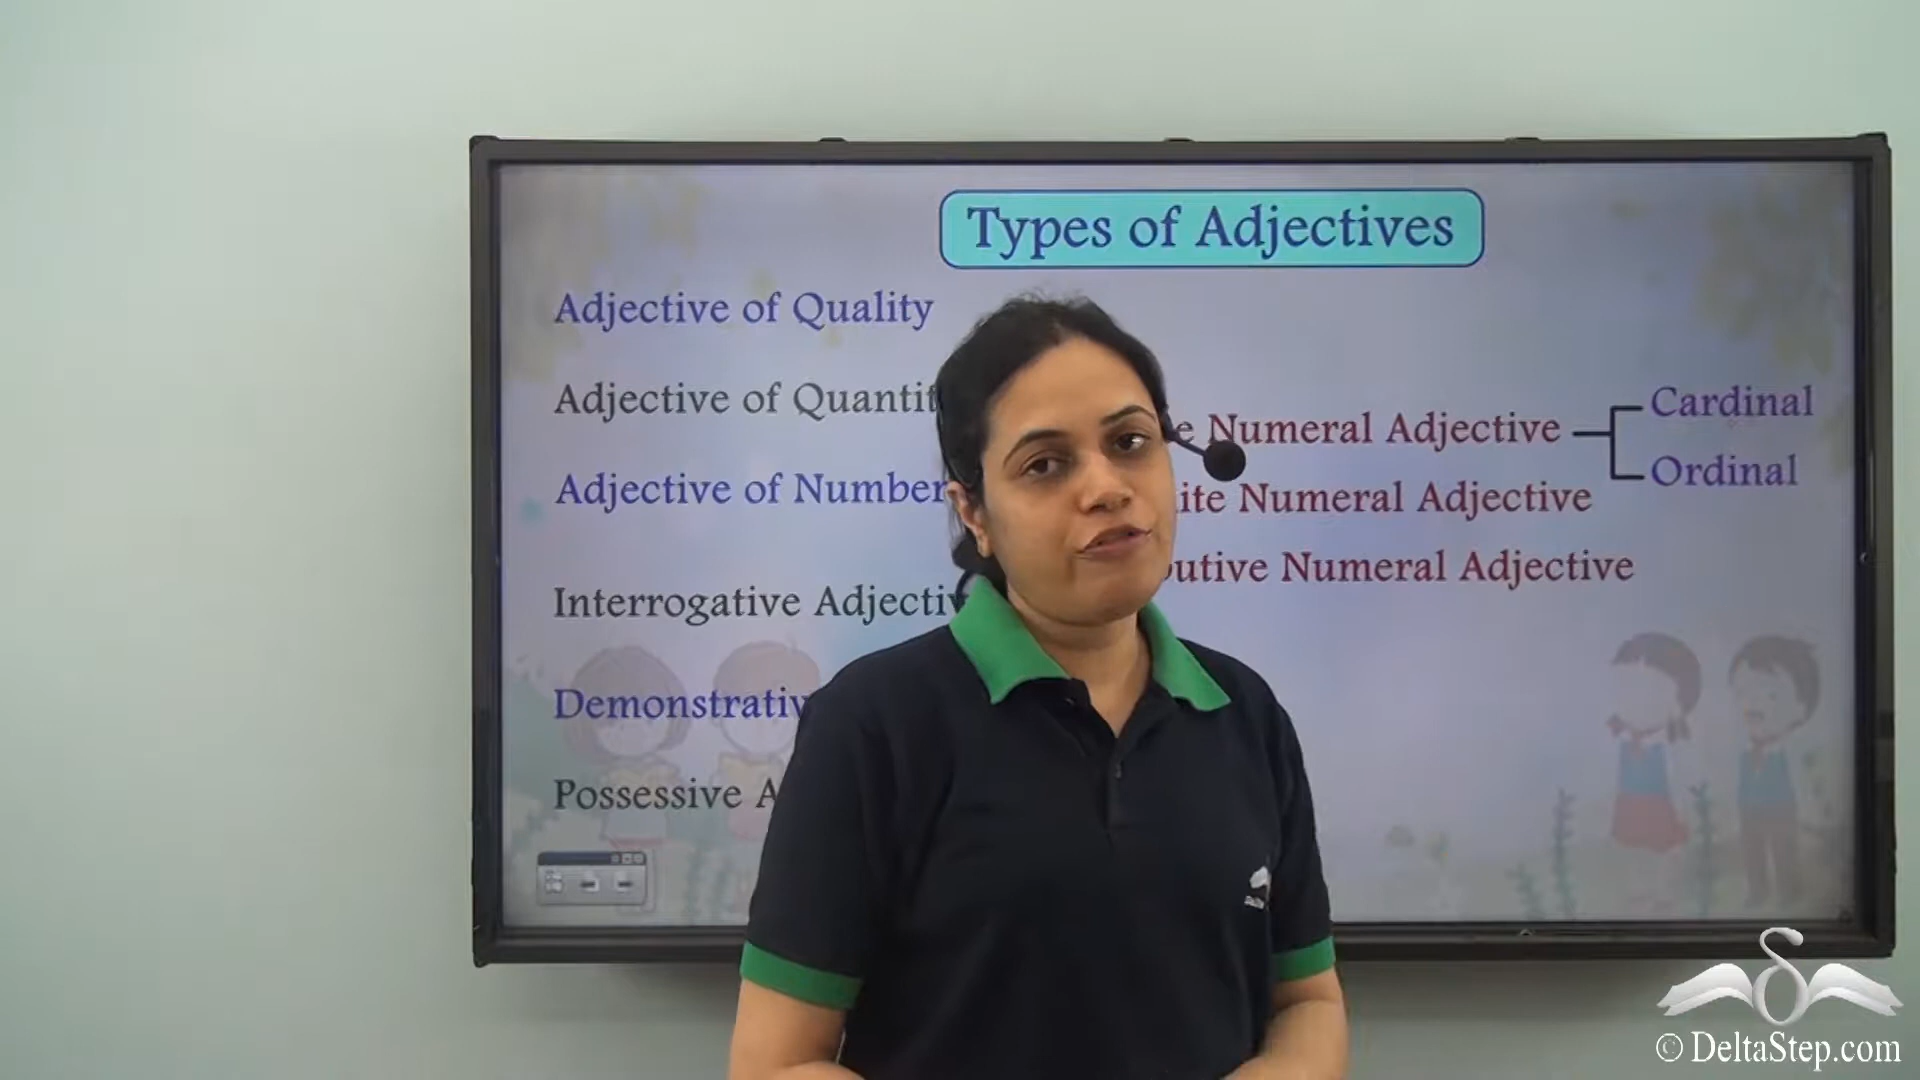 Types of Adjectives
Adjective of Quality
Adjective of Quantit
Cardinal
e Numeral Adjective
Ordinal
Adjective of Number
ite Numeral Adjective
utive Numeral Adjective
Interrogative Adjectiv
Demonstrativ
Possessive A
© DeltaStep.com